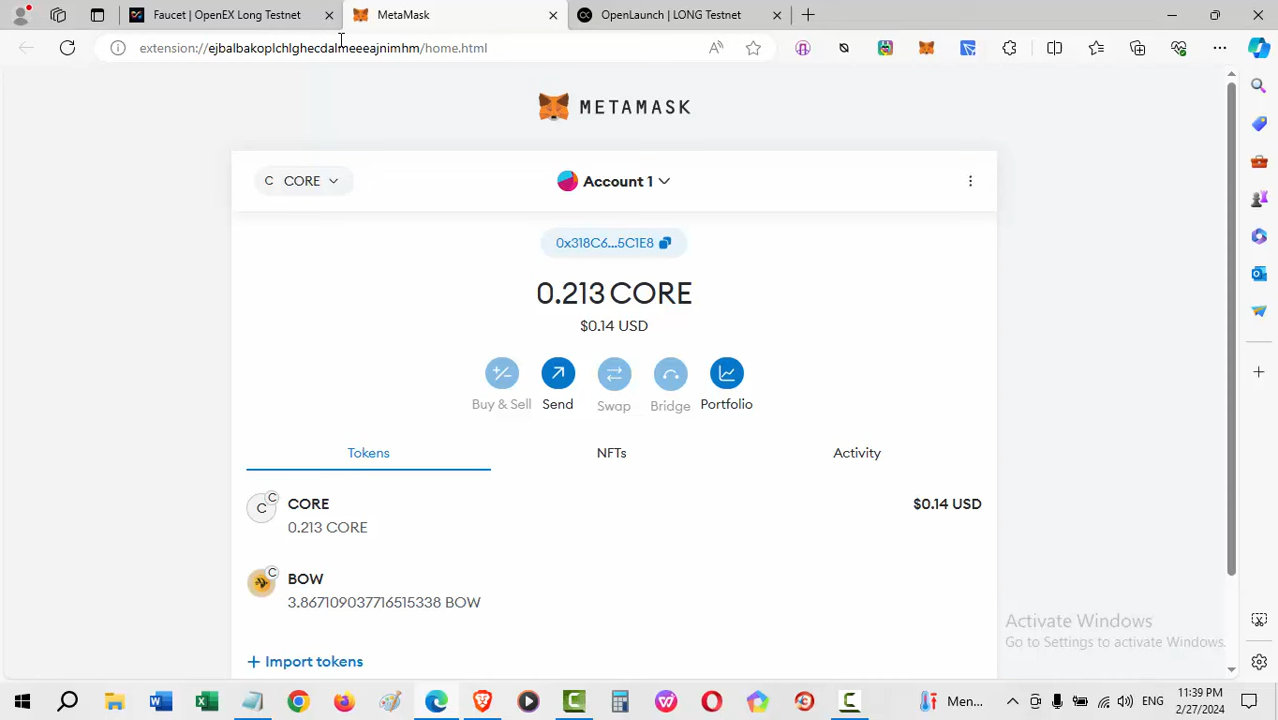 Faucet | OpenEX Long Testnet
MetaMask
OpenLaunch | LONG Testnet
extension://ejbalbakoplchlghecdalmeeeajnimhm/home.html
METAMASK
C CORE
Account 1
0x318C6...5C1E8
0.213 CORE
$0.14 USD
Buy & Sell
Send
Swap
Bridge
Portfolio
Tokens
NFTs
Activity
C
C
CORE
$0.14 USD
0.213 CORE
C
BOW
3.867109037716515338 BOW
+ Import tokens
Activate Windows
Go to Settings to activate Windows.
Men...
ENG
11:39 PM
2/27/2024